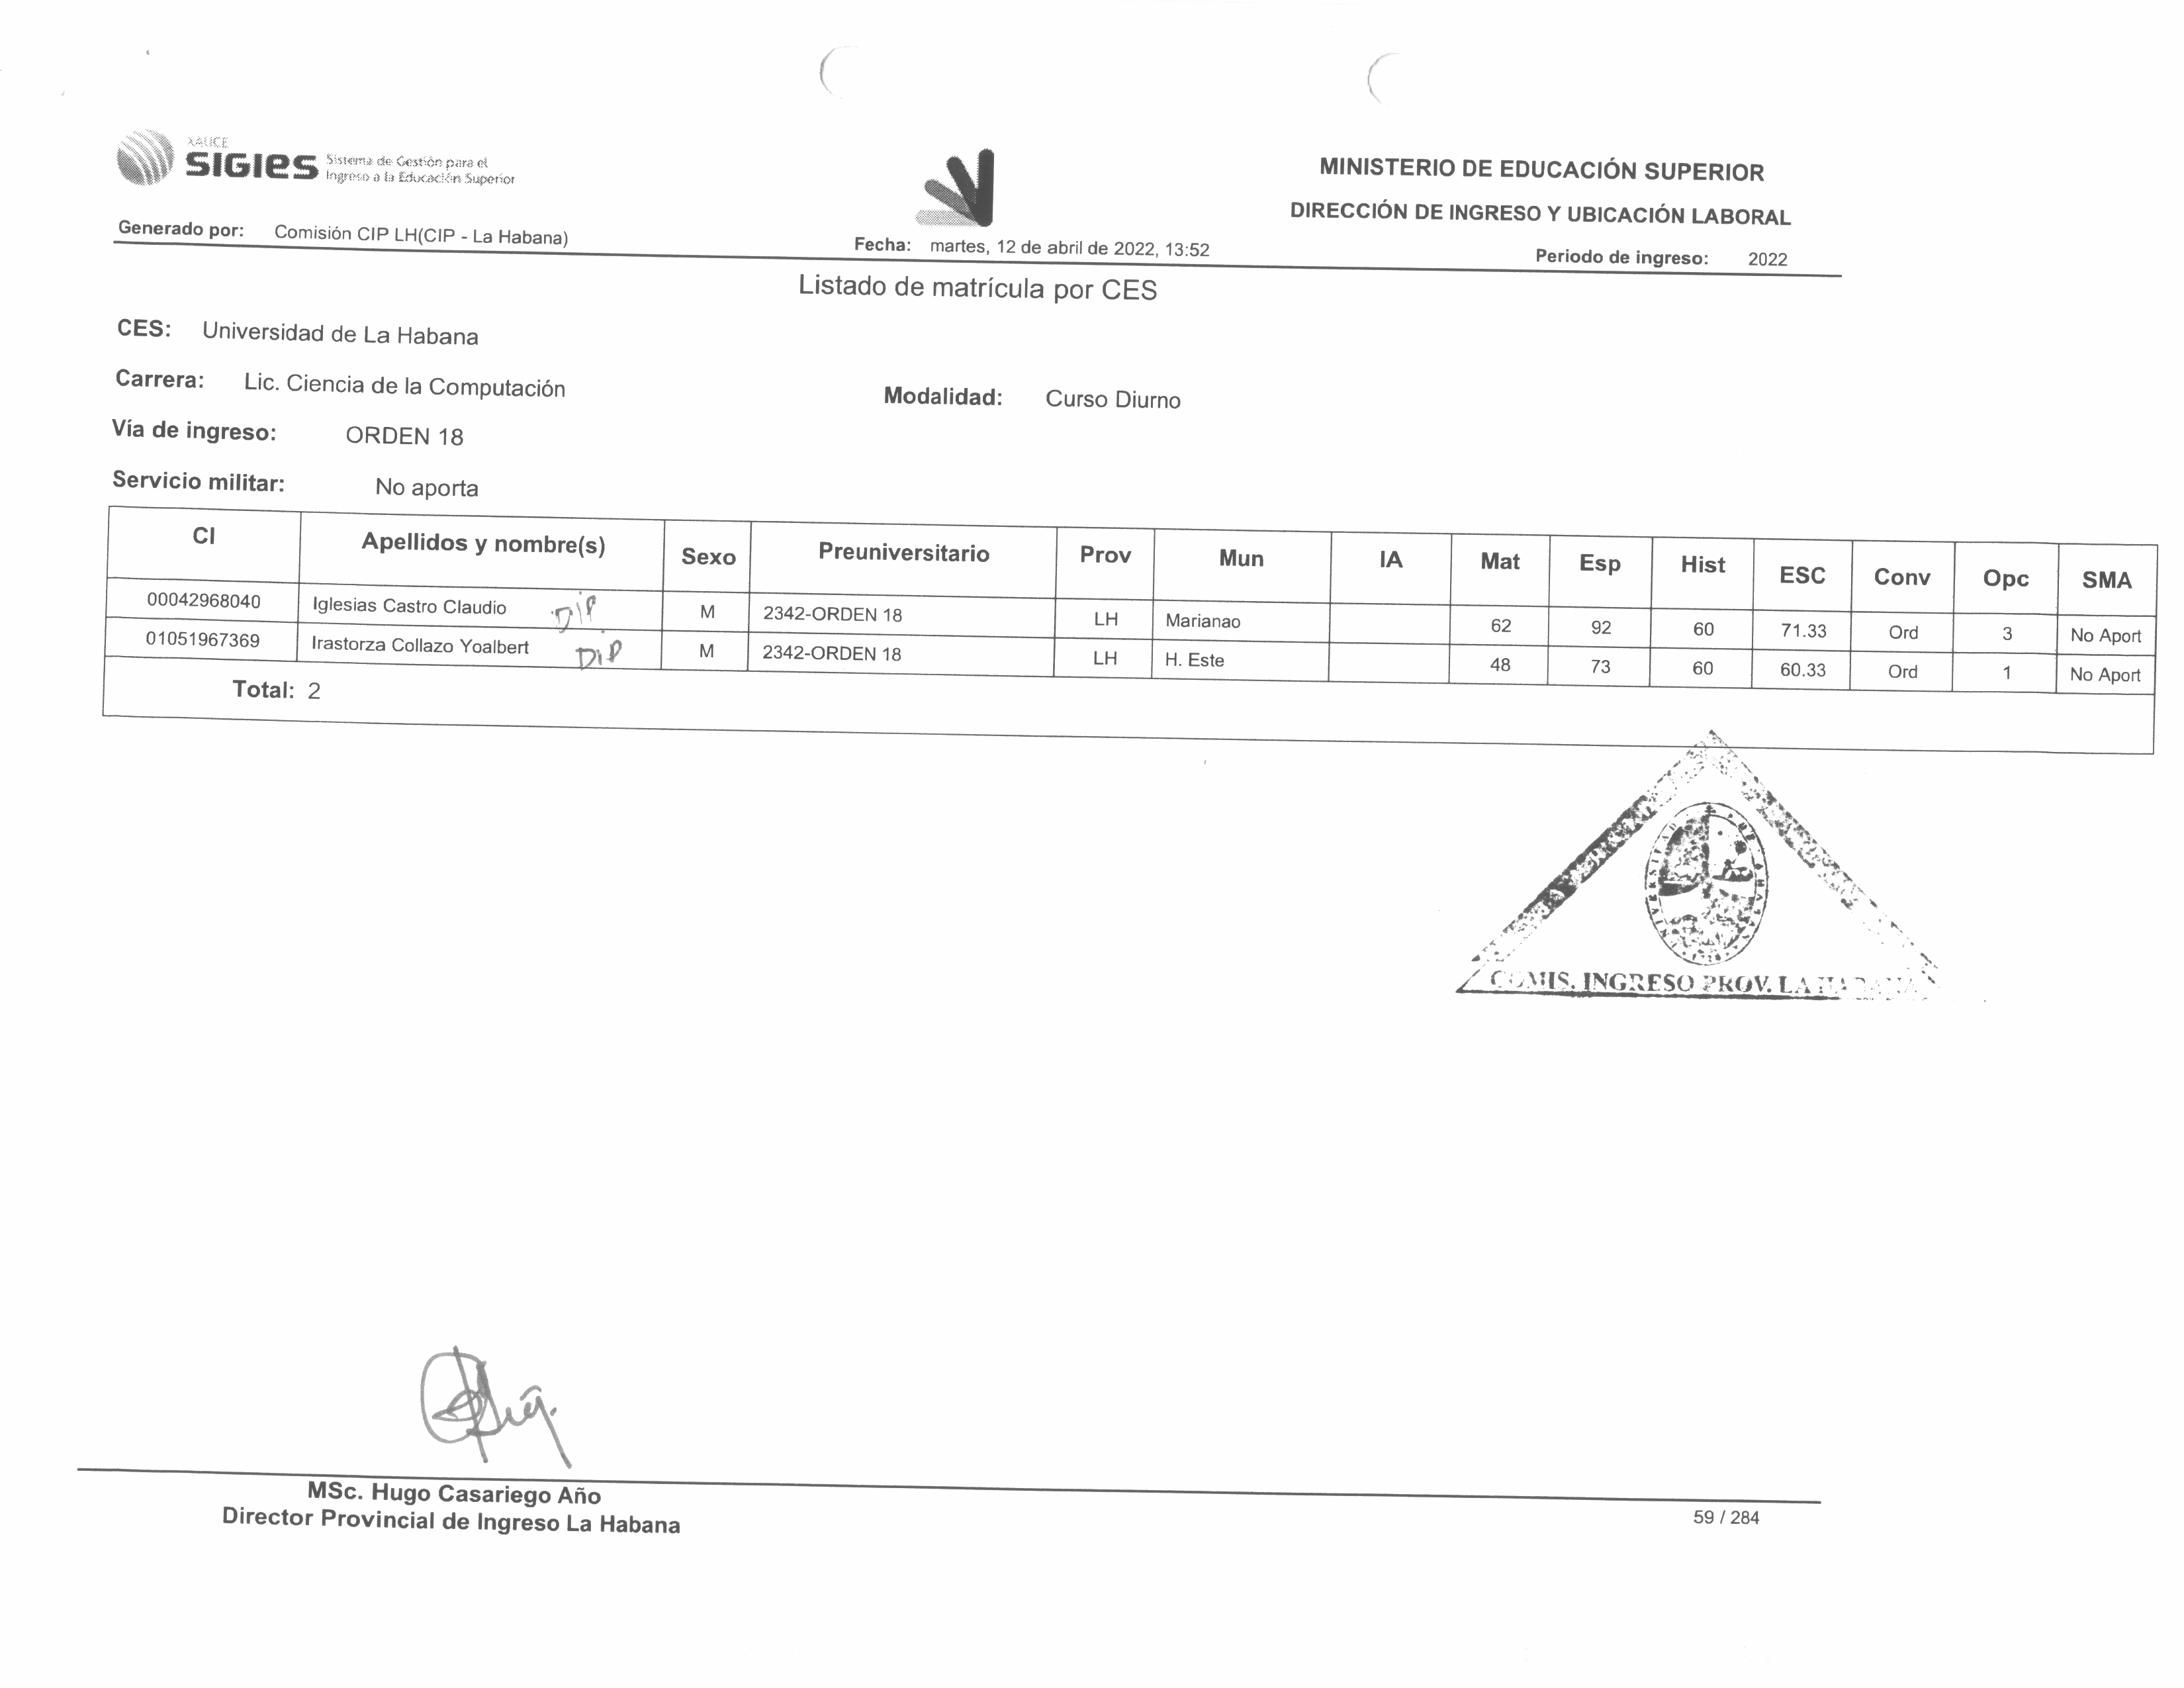 XAUCE
SIGIES Sistema de Gestión para el
Ingreso a la Educación Superior
MINISTERIO DE EDUCACIÓN SUPERIOR
DIRECCIÓN DE INGRESO Y UBICACIÓN LABORAL
Generado por: Comisión CIP LH(CIP - La Habana) Fecha: martes, 12 de abril de 2022, 13:52 Periodo de ingreso: 2022
Listado de matrícula por CES
CES: Universidad de La Habana
Carrera: Lic. Ciencia de la Computación Modalidad: Curso Diurno
Vía de ingreso: ORDEN 18
Servicio militar: No aporta
CI Apellidos y nombre(s) Sexo Preuniversitario Prov Mun IA Mat Esp Hist ESC Conv Opc SMA
00042968040 Iglesias Castro Claudio Dip M 2342-ORDEN 18 LH Marianao 62 92 60 71.33 Ord 3 No Aport
01051967369 Irastorza Collazo Yoalbert Dip M 2342-ORDEN 18 LH H. Este 48 73 60 60.33 Ord 1 No Aport
Total: 2
COMIS. INGRESO PROV. LA HABANA
MSc. Hugo Casariego Año
Director Provincial de Ingreso La Habana
59 / 284